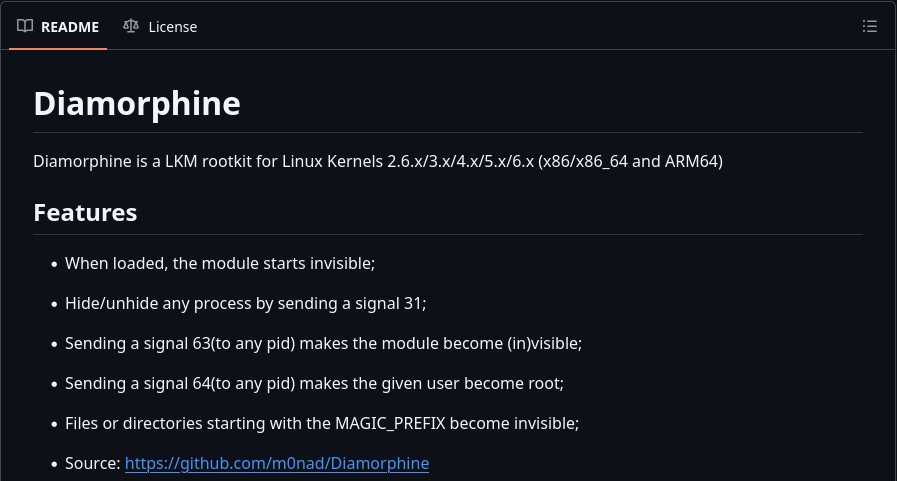 README License
Diamorphine
Diamorphine is a LKM rootkit for Linux Kernels 2.6.x/3.x/4.x/5.x/6.x (x86/x86_64 and ARM64)
Features
• When loaded, the module starts invisible;
• Hide/unhide any process by sending a signal 31;
• Sending a signal 63(to any pid) makes the module become (in)visible;
• Sending a signal 64(to any pid) makes the given user become root;
• Files or directories starting with the MAGIC_PREFIX become invisible;
• Source: https://github.com/m0nad/Diamorphine